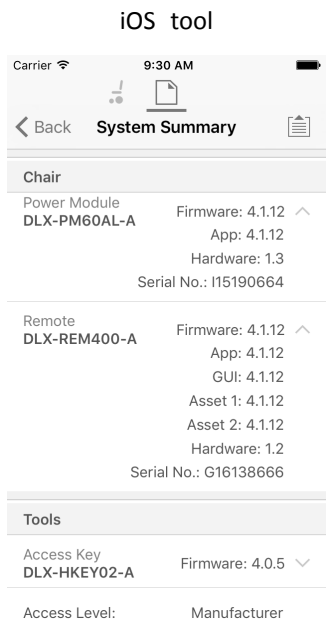 iOS tool
Carrier 9:30 AM
Back System Summary
Chair
Power Module
DLX-PM60AL-A
Firmware: 4.1.12
App: 4.1.12
Hardware: 1.3
Serial No.: I15190664
Remote
DLX-REM400-A
Firmware: 4.1.12
App: 4.1.12
GUI: 4.1.12
Asset 1: 4.1.12
Asset 2: 4.1.12
Hardware: 1.2
Serial No.: G16138666
Tools
Access Key
DLX-HKEY02-A
Firmware: 4.0.5
Access Level: Manufacturer